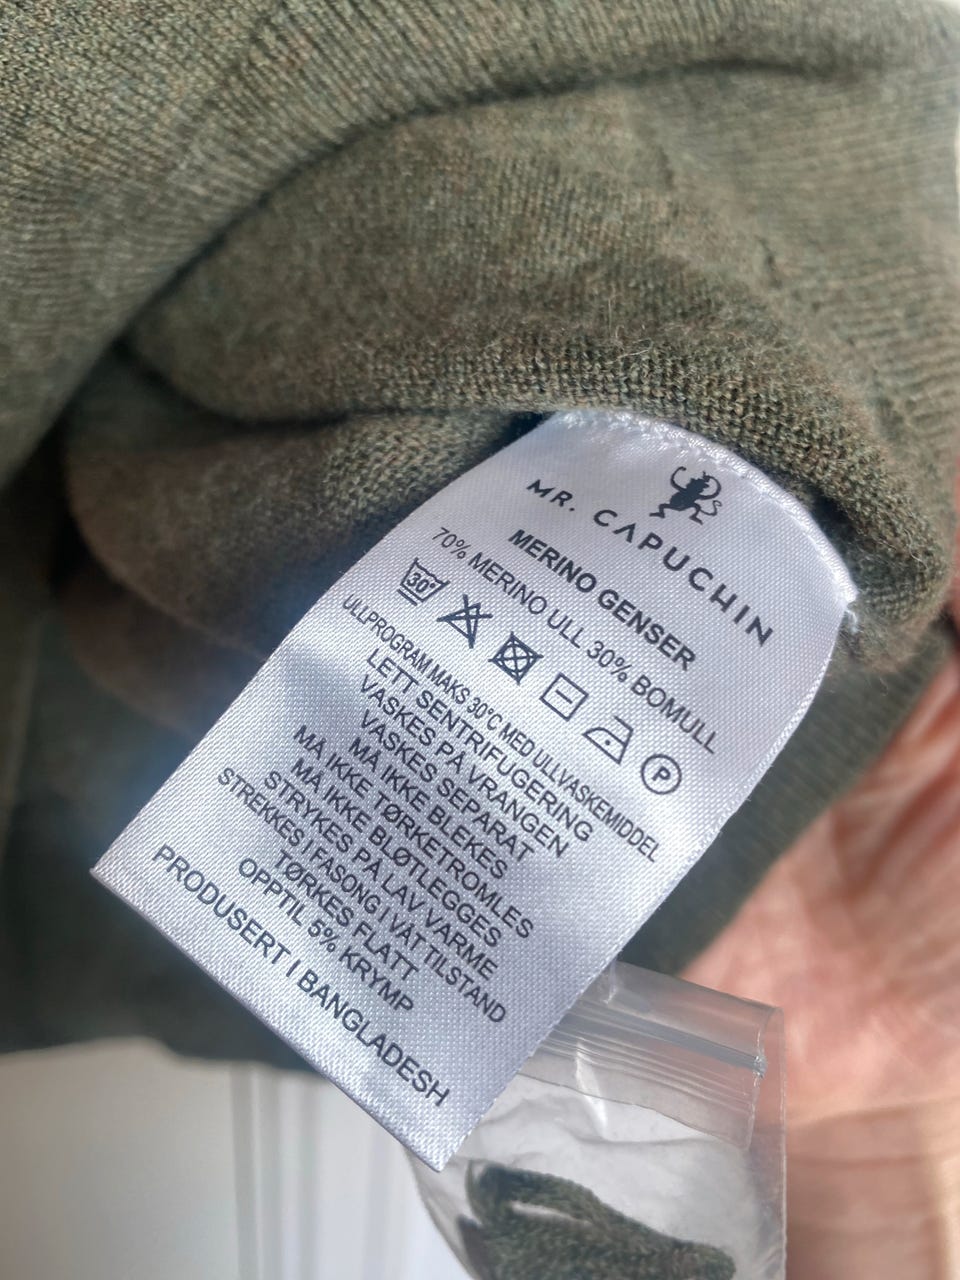 MR. CAPUCHIN
MERINO GENSER
70% MERINO ULL 30% BOMULL
30° P
ULLPROGRAM MAKS 30°C MED ULLVASKEMIDDEL
LETT SENTRIFUGERING
VASKES PÅ VRANGEN
VASKES SEPARAT
MÅ IKKE BLEKES
MÅ IKKE TØRKETROMLES
MÅ IKKE BLØTLEGGES
STRYKES PÅ LAV VARME
STREKKES I FASONG I VÅT TILSTAND
TØRKES FLATT
OPPTIL 5% KRYMP
PRODUSERT I BANGLADESH